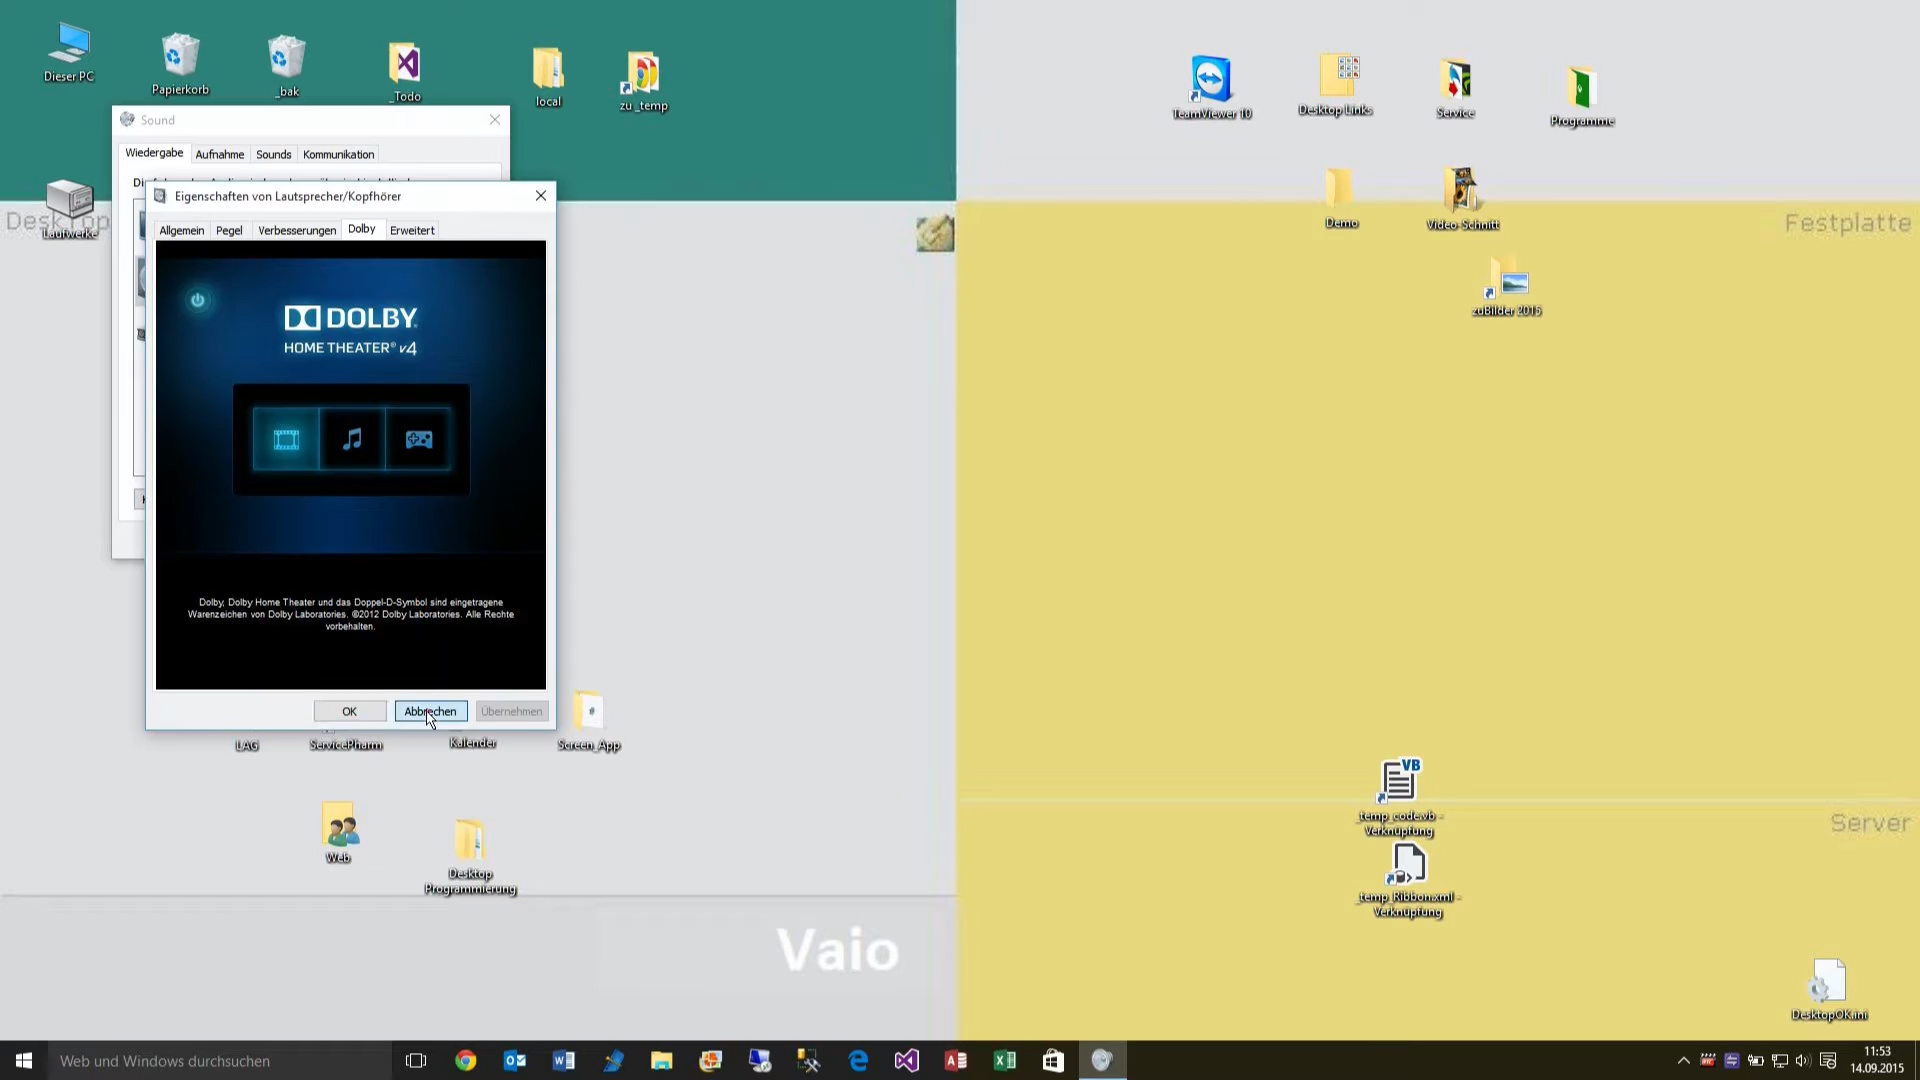 Dieser PC
Papierkorb
_bak
_Todo
local
zu_temp
TeamViewer 10
Desktop Links
Service
Programme
Sound
Wiedergabe
Aufnahme
Sounds
Kommunikation
DeskTop
Laufwerke
Eigenschaften von Lautsprecher/Kopfhörer
Allgemein
Pegel
Verbesserungen
Dolby
Erweitert
DOLBY
HOME THEATER® v4
Dolby, Dolby Home Theater und das Doppel-D-Symbol sind eingetragene
Warenzeichen von Dolby Laboratories. ©2012 Dolby Laboratories. Alle Rechte
vorbehalten.
OK
Abbrechen
Übernehmen
Demo
Video-Schnitt
Festplatte
zuBilder 2015
LAG
ServicePharm
Kalender
Screen_App
Web
Desktop
Programmierung
VB
_temp_code.vb -
Verknüpfung
Server
_temp_Ribbon.xml -
Verknüpfung
Vaio
DesktopOK.ini
Web und Windows durchsuchen
11:53
14.09.2015